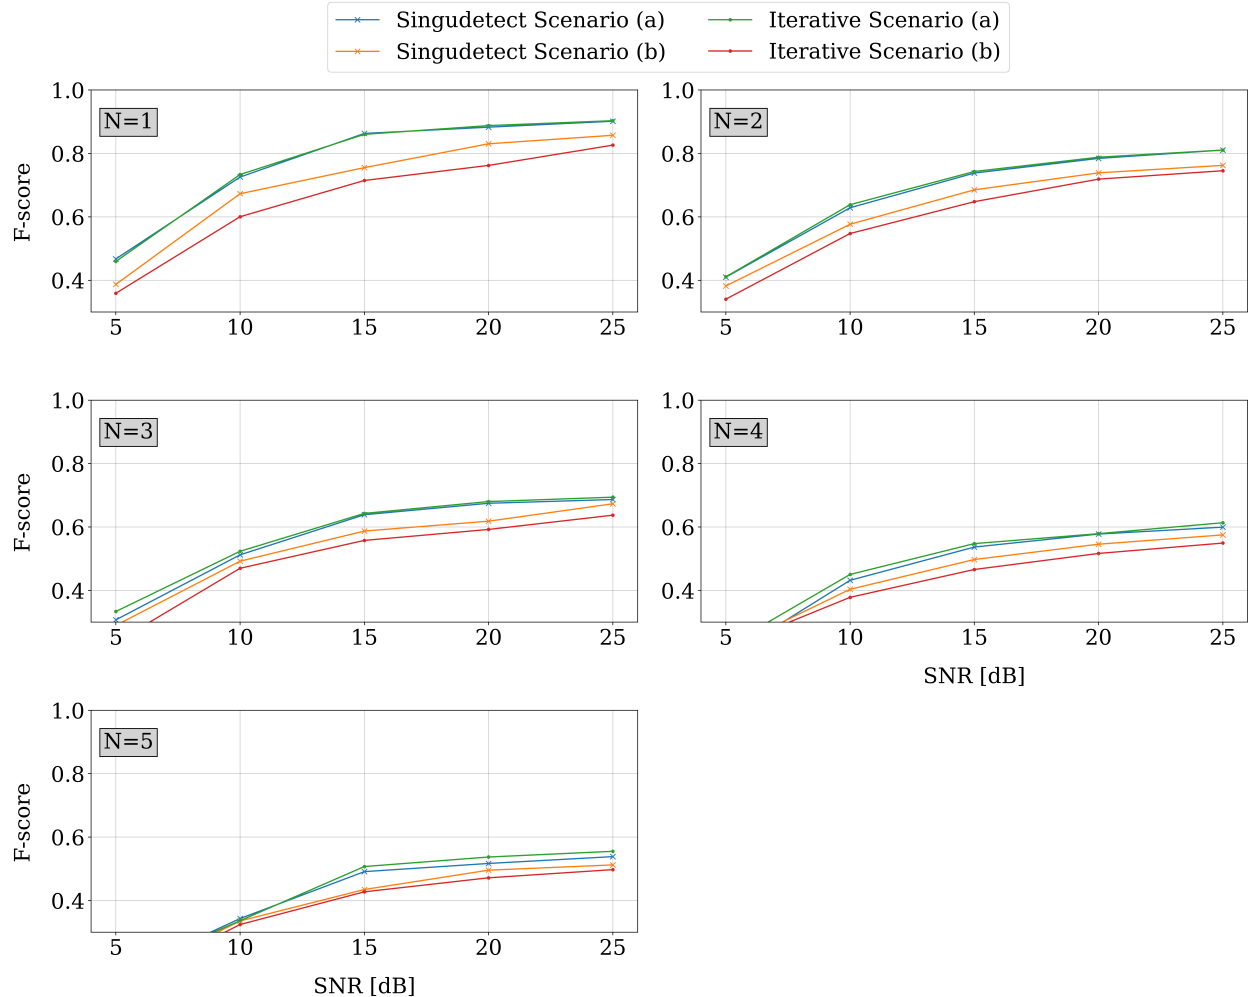 Singudetect Scenario (a)
Iterative Scenario (a)
Singudetect Scenario (b)
Iterative Scenario (b)
N=1
F-score
1.0
0.8
0.6
0.4
5 10 15 20 25
N=2
1.0
0.8
0.6
0.4
5 10 15 20 25
N=3
F-score
1.0
0.8
0.6
0.4
5 10 15 20 25
N=4
1.0
0.8
0.6
0.4
5 10 15 20 25
SNR [dB]
N=5
F-score
1.0
0.8
0.6
0.4
5 10 15 20 25
SNR [dB]